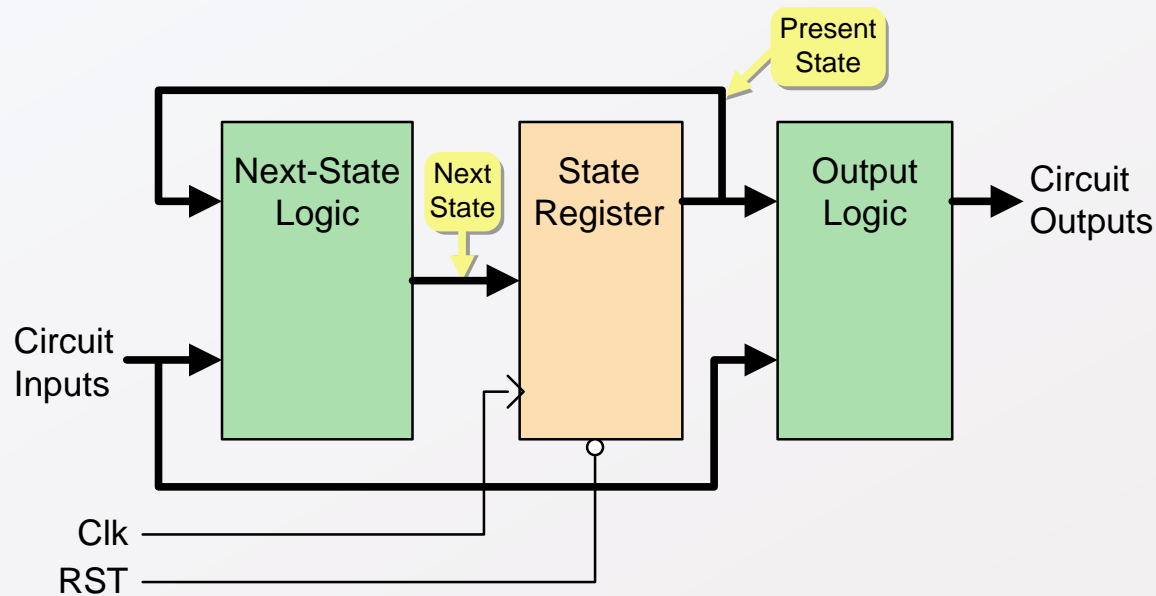 Present
State
Next-State
Logic
Next
State
State
Register
Output
Logic
Circuit
Outputs
Circuit
Inputs
Clk
RST